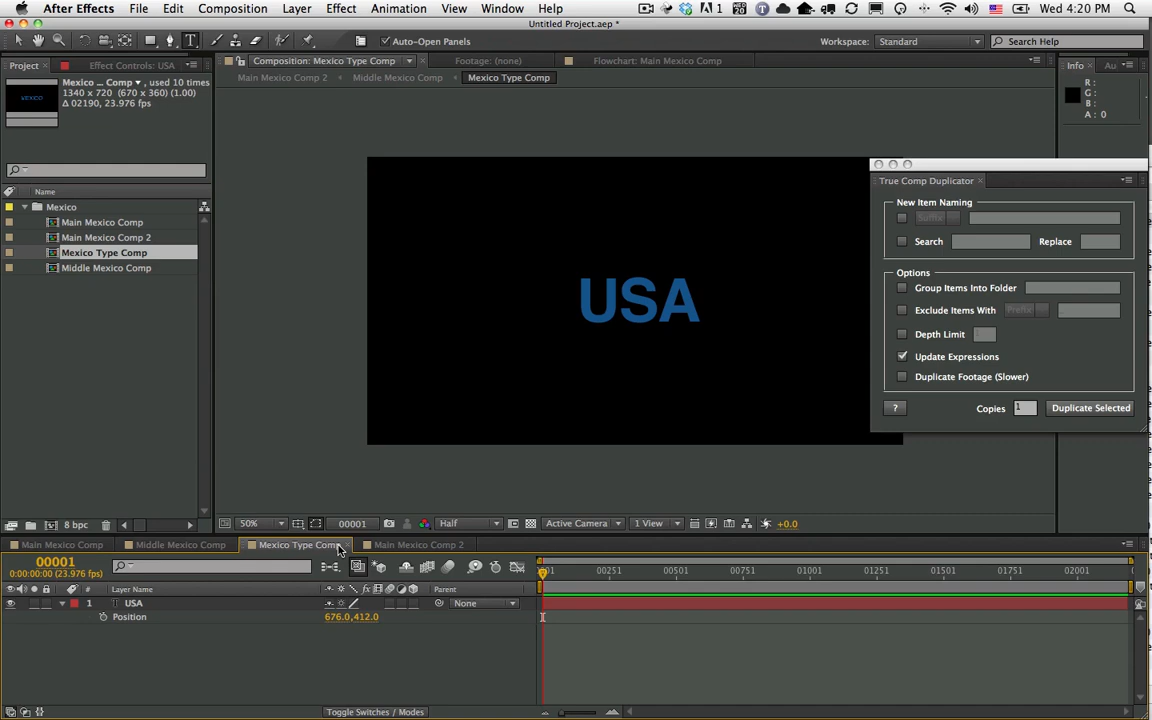 After Effects File Edit Composition Layer Effect Animation View Window Help 1 Wed 4:20 PM
Untitled Project.aep *
Auto-Open Panels Workspace: Standard Search Help
Project Effect Controls: USA Composition: Mexico Type Comp Footage: (none) Flowchart: Main Mexico Comp Info Au
Mexico ... Comp, used 10 times
1340 x 720 (670 x 360) (1.00)
Δ 02190, 23.976 fps)
Main Mexico Comp 2 Middle Mexico Comp Mexico Type Comp
R :
G :
B :
A : 0
MEXICO
True Comp Duplicator
Name
New Item Naming
Mexico
Suffix
Main Mexico Comp
Main Mexico Comp 2
Search Replace
Mexico Type Comp
Middle Mexico Comp
Options
Group Items Into Folder
USA
Exclude Items With Prefix
Depth Limit
Update Expressions
Duplicate Footage (Slower)
? Copies 1 Duplicate Selected
8 bpc 50% 00001 Half Active Camera 1 View +0.0
Main Mexico Comp Middle Mexico Comp Mexico Type Comp Main Mexico Comp 2
00001
0:00:00:00 (23.976 fps)
00251 00501 00751 01001 01251 01501 01751 02001
# Layer Name Parent
1 T USA None
Position 676.0,412.0
Toggle Switches / Modes